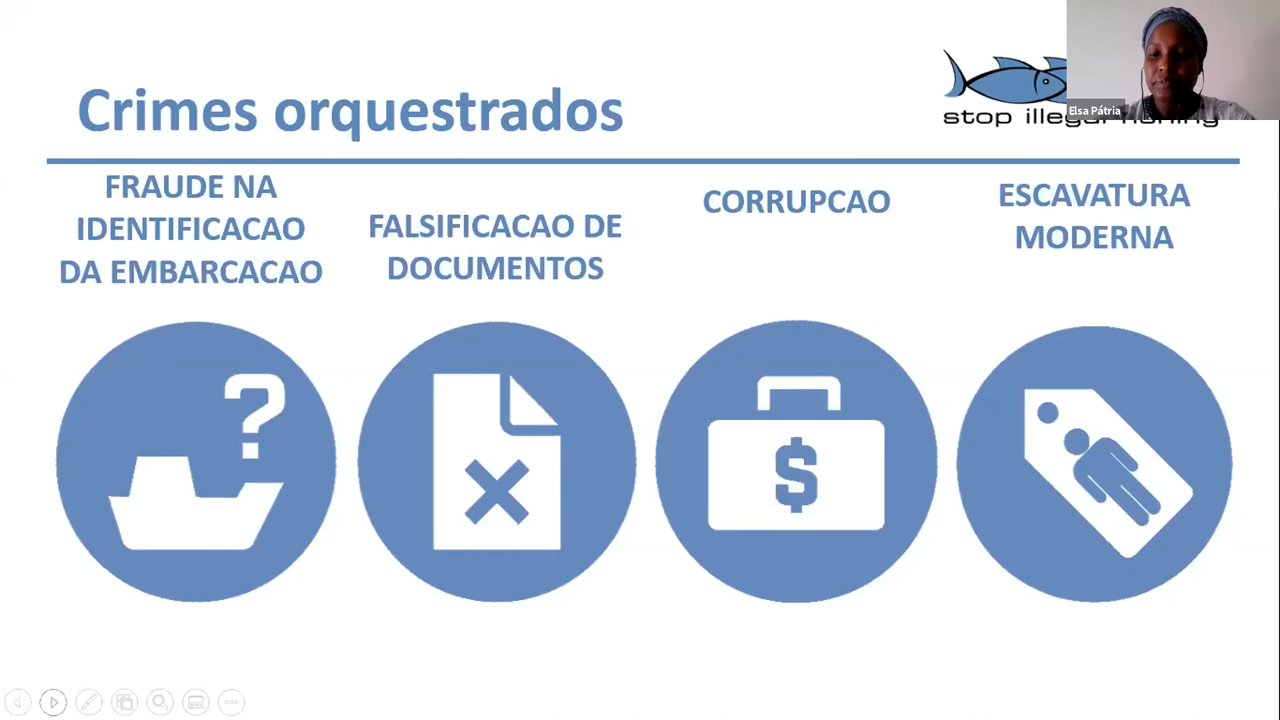 Crimes orquestrados
stop illegal fishing
Elsa Pátria
FRAUDE NA
IDENTIFICACAO
DA EMBARCACAO
FALSIFICACAO DE
DOCUMENTOS
CORRUPCAO
ESCAVATURA
MODERNA
?
$